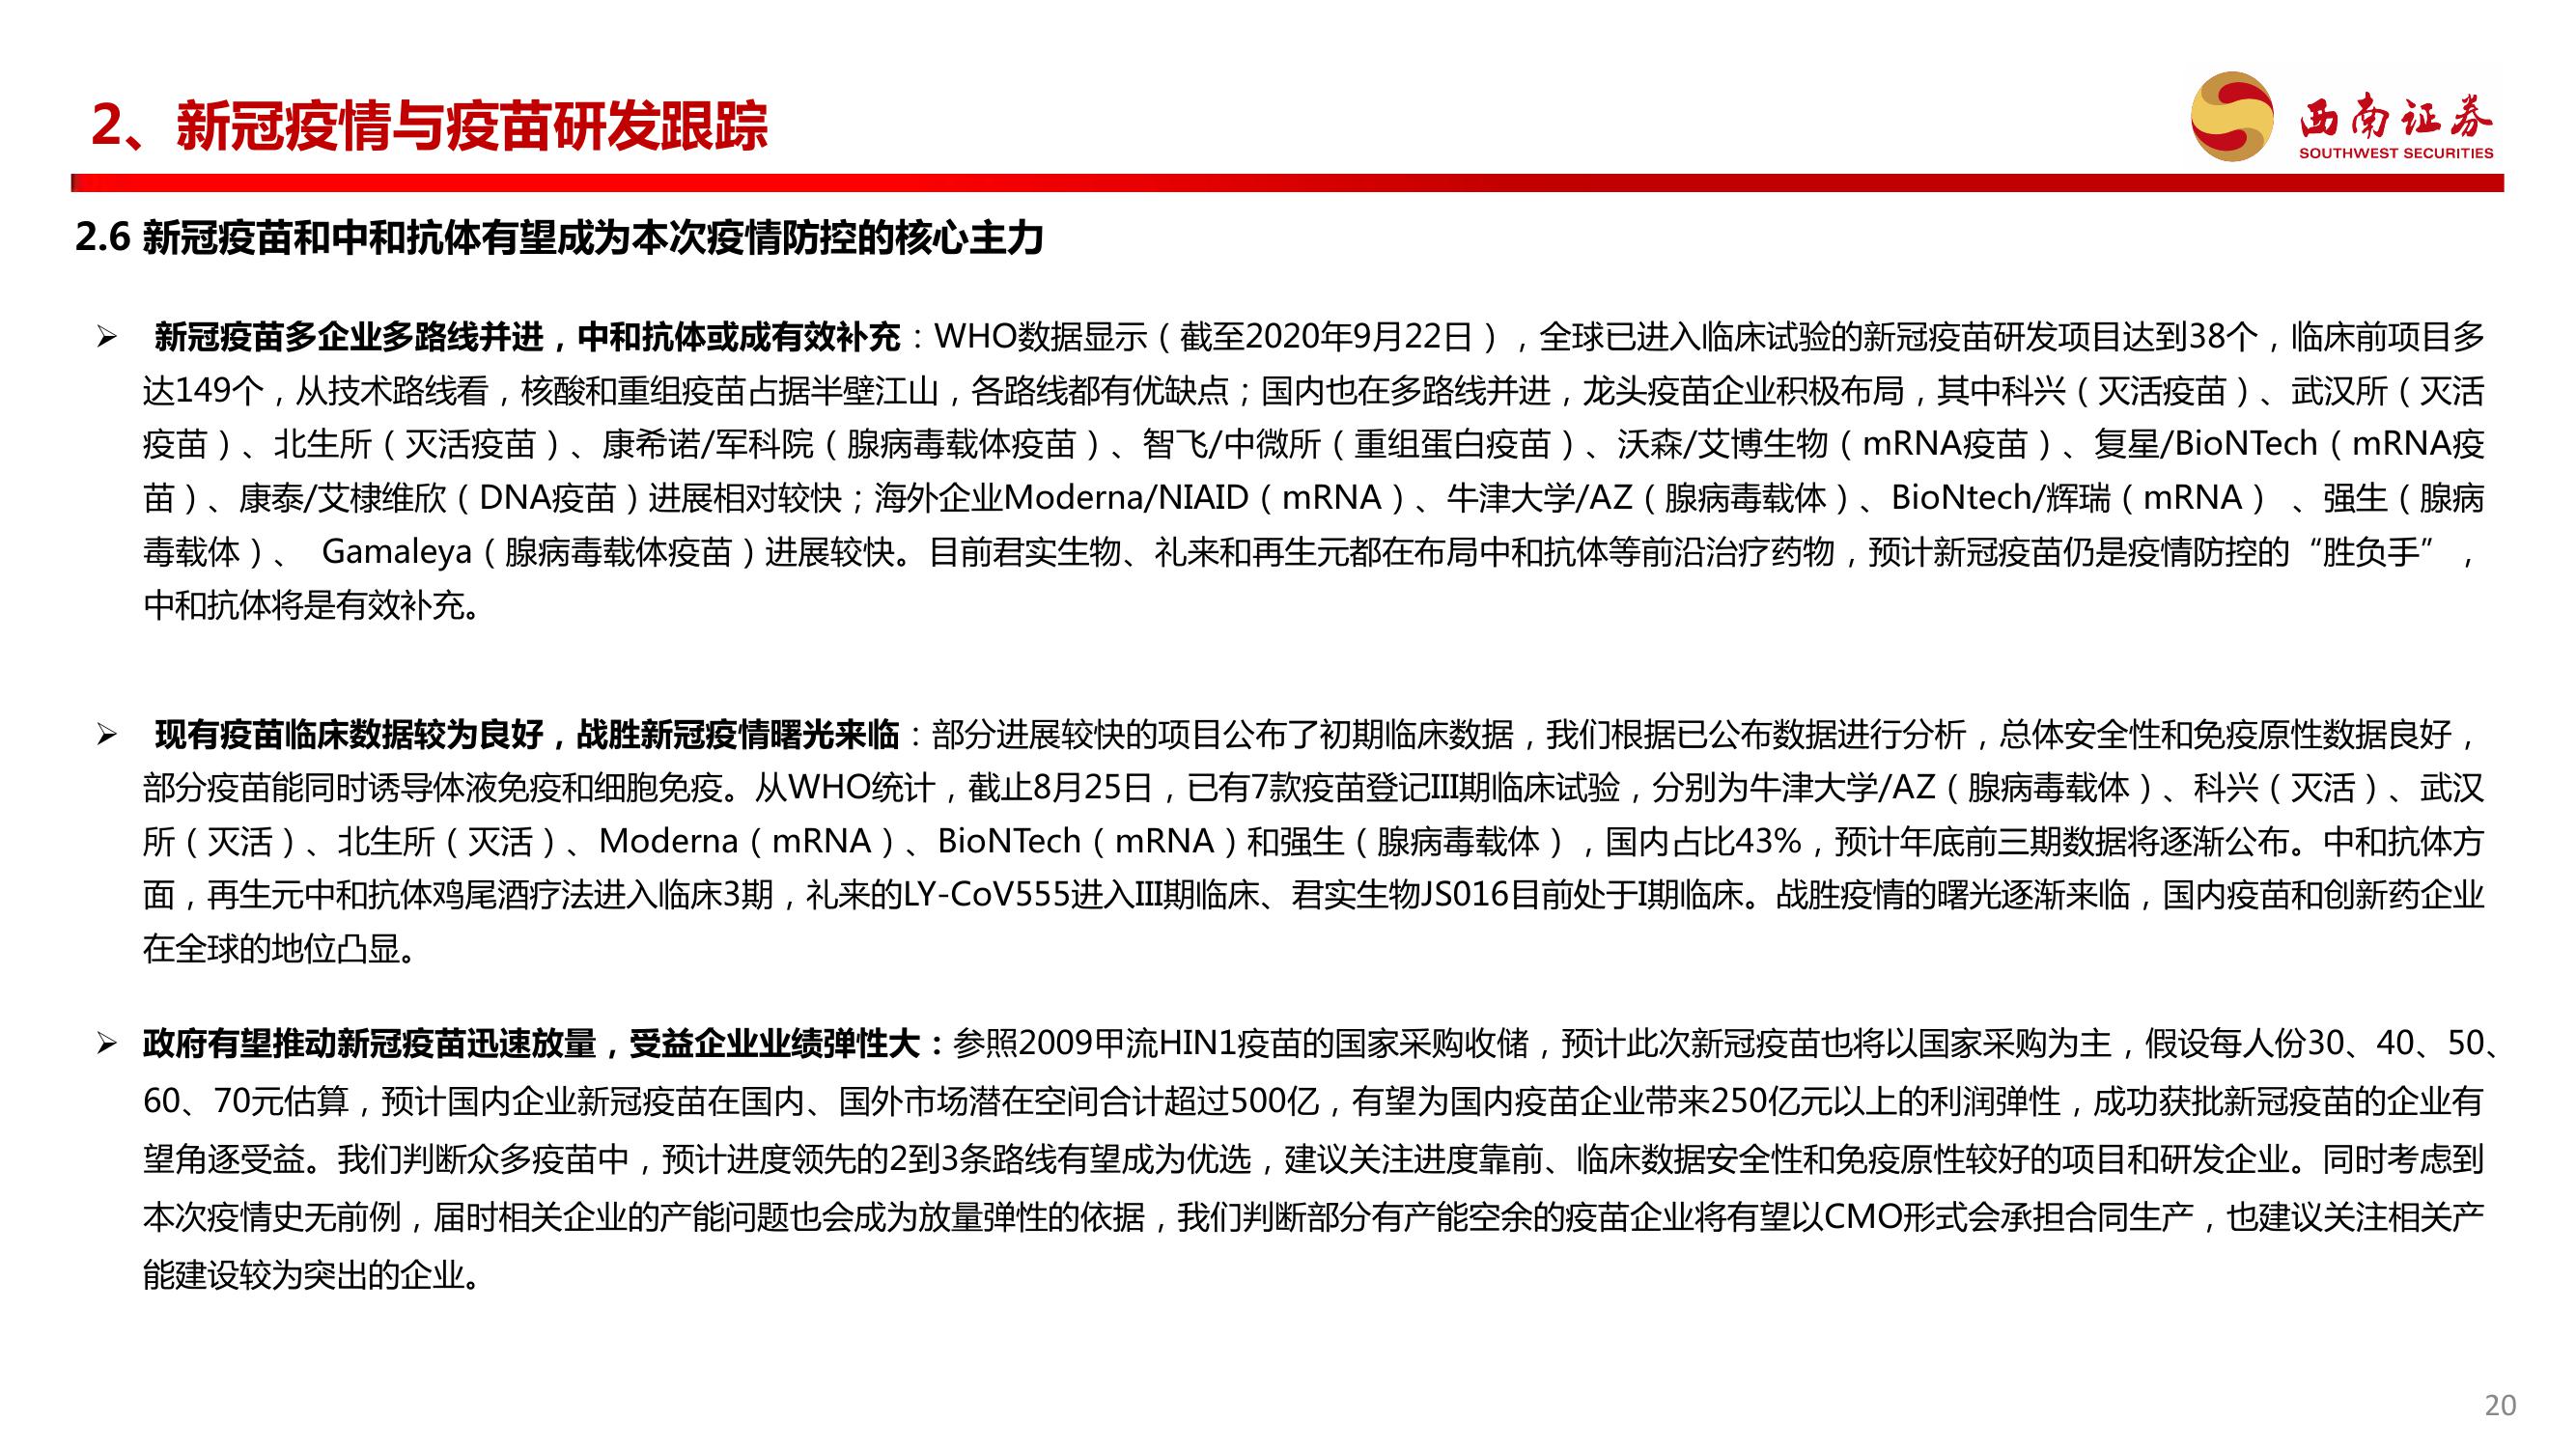 2、新冠疫情与疫苗研发跟踪
西南证券
SOUTHWEST SECURITIES
2.6 新冠疫苗和中和抗体有望成为本次疫情防控的核心主力
➢ 新冠疫苗多企业多路线并进，中和抗体或成有效补充：WHO数据显示（截至2020年9月22日），全球已进入临床试验的新冠疫苗研发项目达到38个，临床前项目多
达149个，从技术路线看，核酸和重组疫苗占据半壁江山，各路线都有优缺点；国内也在多路线并进，龙头疫苗企业积极布局，其中科兴（灭活疫苗）、武汉所（灭活
疫苗）、北生所（灭活疫苗）、康希诺/军科院（腺病毒载体疫苗）、智飞/中微所（重组蛋白疫苗）、沃森/艾博生物（mRNA疫苗）、复星/BioNTech（mRNA疫
苗）、康泰/艾棣维欣（DNA疫苗）进展相对较快；海外企业Moderna/NIAID（mRNA）、牛津大学/AZ（腺病毒载体）、BioNtech/辉瑞（mRNA） 、强生（腺病
毒载体）、 Gamaleya（腺病毒载体疫苗）进展较快。目前君实生物、礼来和再生元都在布局中和抗体等前沿治疗药物，预计新冠疫苗仍是疫情防控的“胜负手”，
中和抗体将是有效补充。
➢ 现有疫苗临床数据较为良好，战胜新冠疫情曙光来临：部分进展较快的项目公布了初期临床数据，我们根据已公布数据进行分析，总体安全性和免疫原性数据良好，
部分疫苗能同时诱导体液免疫和细胞免疫。从WHO统计，截止8月25日，已有7款疫苗登记III期临床试验，分别为牛津大学/AZ（腺病毒载体）、科兴（灭活）、武汉
所（灭活）、北生所（灭活）、Moderna（mRNA）、BioNTech（mRNA）和强生（腺病毒载体），国内占比43%，预计年底前三期数据将逐渐公布。中和抗体方
面，再生元中和抗体鸡尾酒疗法进入临床3期，礼来的LY-CoV555进入III期临床、君实生物JS016目前处于I期临床。战胜疫情的曙光逐渐来临，国内疫苗和创新药企业
在全球的地位凸显。
➢ 政府有望推动新冠疫苗迅速放量，受益企业业绩弹性大：参照2009甲流HIN1疫苗的国家采购收储，预计此次新冠疫苗也将以国家采购为主，假设每人份30、40、50、
60、70元估算，预计国内企业新冠疫苗在国内、国外市场潜在空间合计超过500亿，有望为国内疫苗企业带来250亿元以上的利润弹性，成功获批新冠疫苗的企业有
望角逐受益。我们判断众多疫苗中，预计进度领先的2到3条路线有望成为优选，建议关注进度靠前、临床数据安全性和免疫原性较好的项目和研发企业。同时考虑到
本次疫情史无前例，届时相关企业的产能问题也会成为放量弹性的依据，我们判断部分有产能空余的疫苗企业将有望以CMO形式会承担合同生产，也建议关注相关产
能建设较为突出的企业。
20